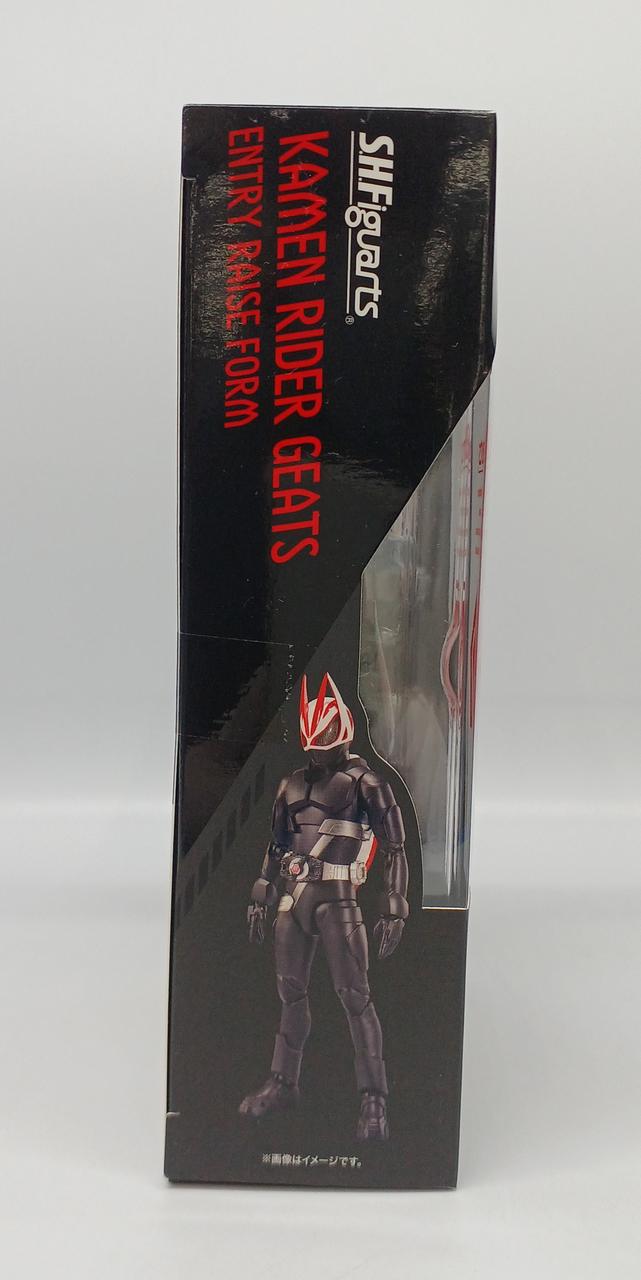 S.H.Figuarts®
KAMEN RIDER GEATS
ENTRY RAISE FORM
※画像はイメージです。